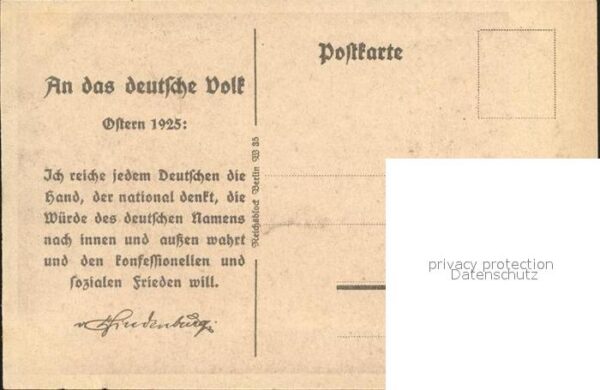 An das deutsche Volk
Ostern 1925:
Ich reiche jedem Deutschen die
Hand, der national denkt, die
Würde des deutschen Namens
nach innen und außen wahrt
und den konfessionellen und
sozialen Frieden will.
v. Hindenburg.
Reichsblock Berlin W 35
Postkarte
privacy protection
Datenschutz